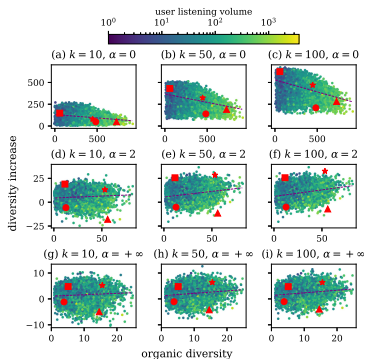 user listening volume
10⁰ 10¹ 10² 10³
(a) k = 10, α = 0 (b) k = 50, α = 0 (c) k = 100, α = 0
500
250
0
0 500 0 500 0 500
(d) k = 10, α = 2 (e) k = 50, α = 2 (f) k = 100, α = 2
diversity increase
25
0
−25
0 50 0 50 0 50
(g) k = 10, α = +∞ (h) k = 50, α = +∞ (i) k = 100, α = +∞
10
0
−10
0 10 20 0 10 20 0 10 20
organic diversity